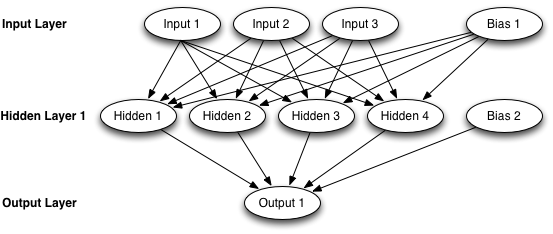 Input Layer
Input 1
Input 2
Input 3
Bias 1
Hidden Layer 1
Hidden 1
Hidden 2
Hidden 3
Hidden 4
Bias 2
Output Layer
Output 1